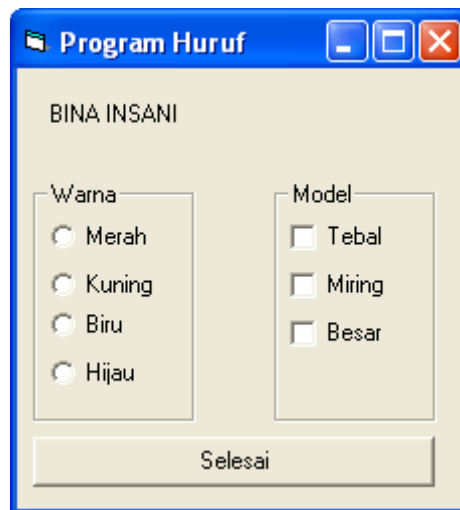 Program Huruf
BINA INSANI
Warna
Merah
Kuning
Biru
Hijau
Model
Tebal
Miring
Besar
Selesai